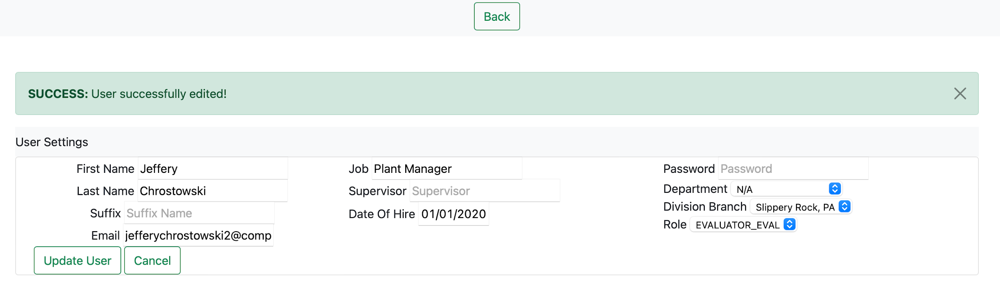 Back
SUCCESS: User successfully edited!
User Settings
First Name Jeffery
Last Name Chrostowski
Suffix Suffix Name
Email jefferychrostowski2@comp
Job Plant Manager
Supervisor Supervisor
Date Of Hire 01/01/2020
Password Password
Department N/A
Division Branch Slippery Rock, PA
Role EVALUATOR_EVAL
Update User Cancel